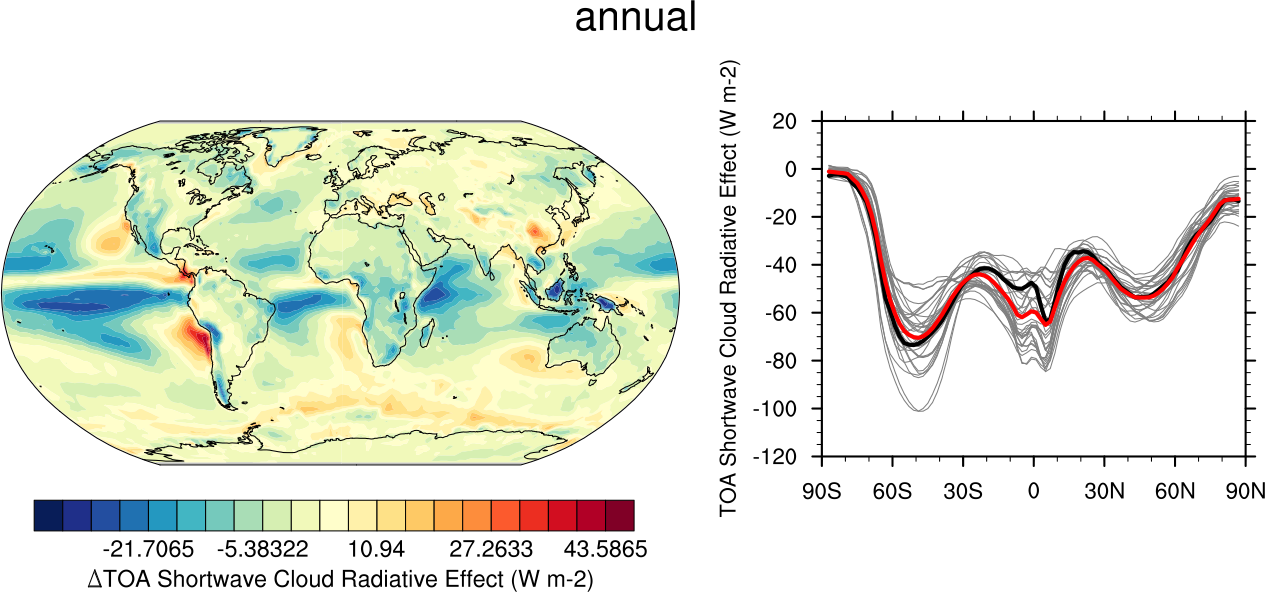 annual
-21.7065 -5.38322 10.94 27.2633 43.5865
ΔTOA Shortwave Cloud Radiative Effect (W m-2)
TOA Shortwave Cloud Radiative Effect (W m-2)
20
0
-20
-40
-60
-80
-100
-120
90S 60S 30S 0 30N 60N 90N